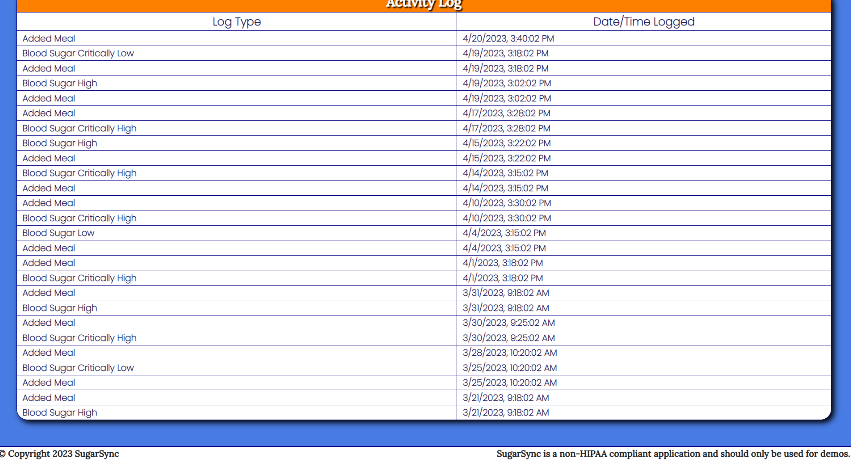 Activity Log
Log Type Date/Time Logged
Added Meal 4/20/2023, 3:40:02 PM
Blood Sugar Critically Low 4/19/2023, 3:18:02 PM
Added Meal 4/19/2023, 3:18:02 PM
Blood Sugar High 4/19/2023, 3:02:02 PM
Added Meal 4/19/2023, 3:02:02 PM
Added Meal 4/17/2023, 3:28:02 PM
Blood Sugar Critically High 4/17/2023, 3:28:02 PM
Blood Sugar High 4/15/2023, 3:22:02 PM
Added Meal 4/15/2023, 3:22:02 PM
Blood Sugar Critically High 4/14/2023, 3:15:02 PM
Added Meal 4/14/2023, 3:15:02 PM
Added Meal 4/10/2023, 3:30:02 PM
Blood Sugar Critically High 4/10/2023, 3:30:02 PM
Blood Sugar Low 4/4/2023, 3:15:02 PM
Added Meal 4/4/2023, 3:15:02 PM
Added Meal 4/1/2023, 3:18:02 PM
Blood Sugar Critically High 4/1/2023, 3:18:02 PM
Added Meal 3/31/2023, 9:18:02 AM
Blood Sugar High 3/31/2023, 9:18:02 AM
Added Meal 3/30/2023, 9:25:02 AM
Blood Sugar Critically High 3/30/2023, 9:25:02 AM
Added Meal 3/28/2023, 10:20:02 AM
Blood Sugar Critically Low 3/25/2023, 10:20:02 AM
Added Meal 3/25/2023, 10:20:02 AM
Added Meal 3/21/2023, 9:18:02 AM
Blood Sugar High 3/21/2023, 9:18:02 AM
© Copyright 2023 SugarSync SugarSync is a non-HIPAA compliant application and should only be used for demos.